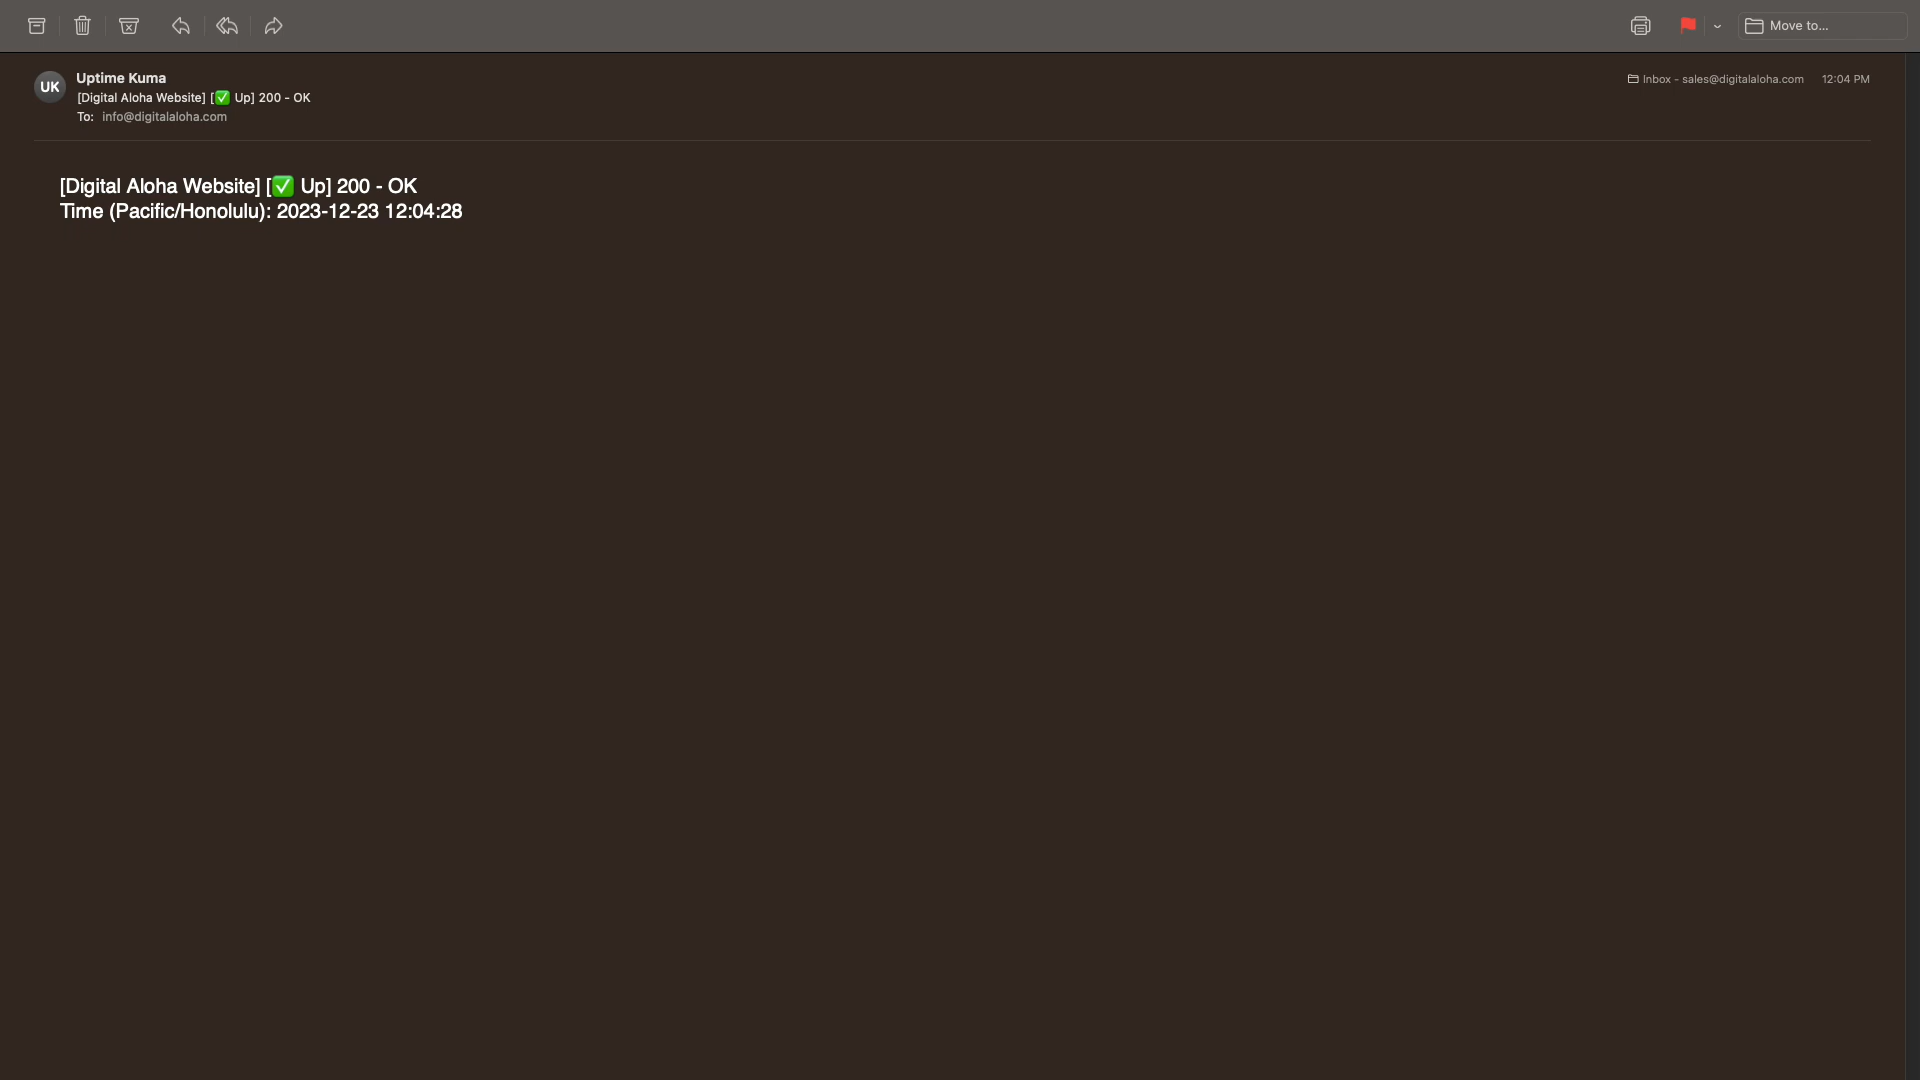 Move to...
UK
Uptime Kuma
Inbox - sales@digitalaloha.com 12:04 PM
[Digital Aloha Website] [✅ Up] 200 - OK
To: info@digitalaloha.com
[Digital Aloha Website] [✅ Up] 200 - OK
Time (Pacific/Honolulu): 2023-12-23 12:04:28